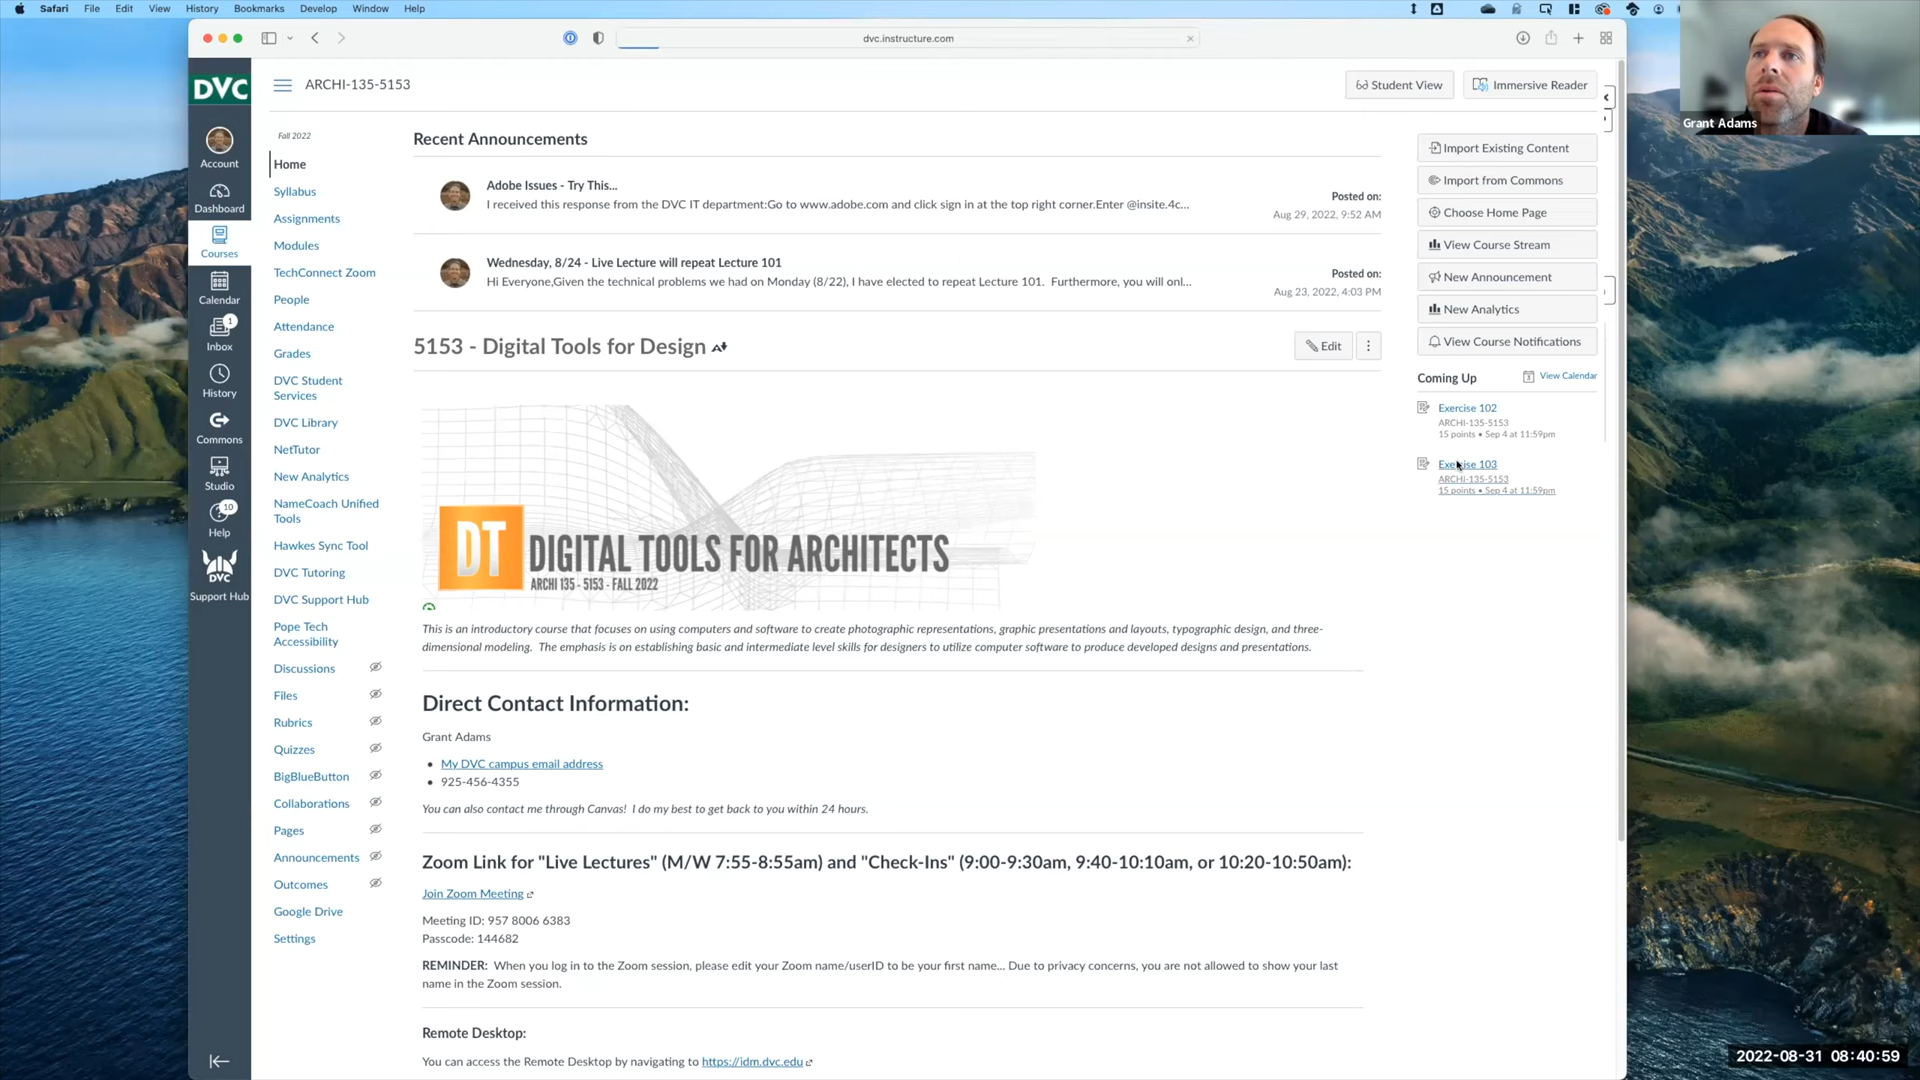 Safari File Edit View History Bookmarks Develop Window Help
dvc.instructure.com
DVC
ARCHI-135-5153
Student View
Immersive Reader
Grant Adams
Account
Dashboard
Courses
Calendar
1
Inbox
History
Commons
Studio
10
Help
DVC
Support Hub
Fall 2022
Home
Syllabus
Assignments
Modules
TechConnect Zoom
People
Attendance
Grades
DVC Student
Services
DVC Library
NetTutor
New Analytics
NameCoach Unified
Tools
Hawkes Sync Tool
DVC Tutoring
DVC Support Hub
Pope Tech
Accessibility
Discussions
Files
Rubrics
Quizzes
BigBlueButton
Collaborations
Pages
Announcements
Outcomes
Google Drive
Settings
Recent Announcements
Adobe Issues - Try This...
I received this response from the DVC IT department:Go to www.adobe.com and click sign in at the top right corner.Enter @insite.4c...
Posted on:
Aug 29, 2022, 9:52 AM
Wednesday, 8/24 - Live Lecture will repeat Lecture 101
Hi Everyone,Given the technical problems we had on Monday (8/22), I have elected to repeat Lecture 101. Furthermore, you will onl...
Posted on:
Aug 23, 2022, 4:03 PM
5153 - Digital Tools for Design
Edit
DT DIGITAL TOOLS FOR ARCHITECTS
ARCHI 135 - 5153 - FALL 2022
This is an introductory course that focuses on using computers and software to create photographic representations, graphic presentations and layouts, typographic design, and three-
dimensional modeling. The emphasis is on establishing basic and intermediate level skills for designers to utilize computer software to produce developed designs and presentations.
Direct Contact Information:
Grant Adams
• My DVC campus email address
• 925-456-4355
You can also contact me through Canvas! I do my best to get back to you within 24 hours.
Zoom Link for "Live Lectures" (M/W 7:55-8:55am) and "Check-Ins" (9:00-9:30am, 9:40-10:10am, or 10:20-10:50am):
Join Zoom Meeting
Meeting ID: 957 8006 6383
Passcode: 144682
REMINDER: When you log in to the Zoom session, please edit your Zoom name/userID to be your first name... Due to privacy concerns, you are not allowed to show your last
name in the Zoom session.
Remote Desktop:
You can access the Remote Desktop by navigating to https://idm.dvc.edu
Import Existing Content
Import from Commons
Choose Home Page
View Course Stream
New Announcement
New Analytics
View Course Notifications
Coming Up
View Calendar
Exercise 102
ARCHI-135-5153
15 points • Sep 4 at 11:59pm
Exercise 103
ARCHI-135-5153
15 points • Sep 4 at 11:59pm
2022-08-31 08:40:59